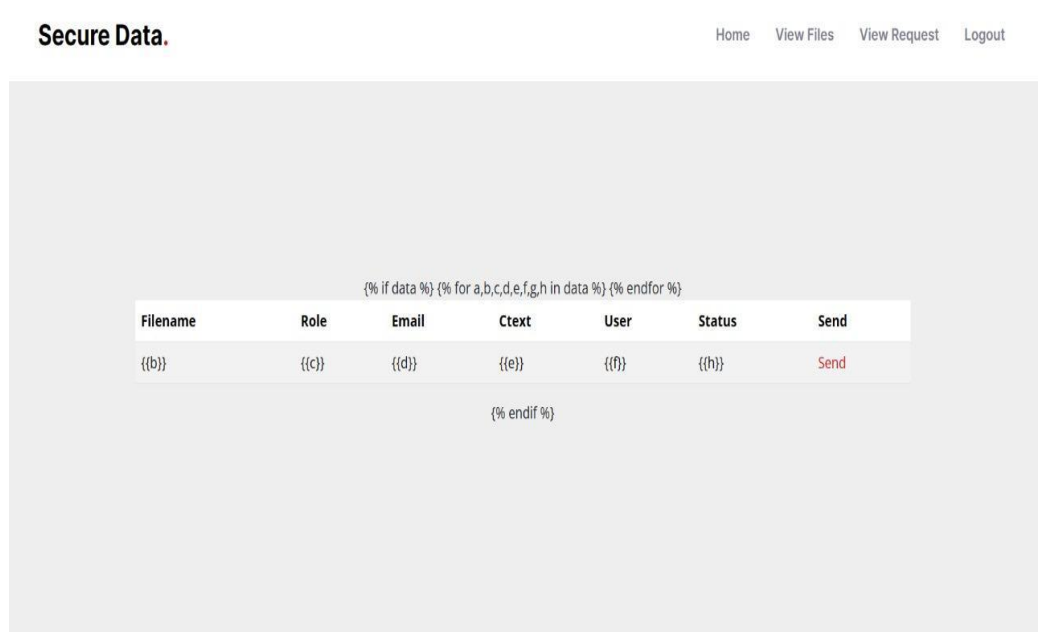 Secure Data.
Home View Files View Request Logout
{% if data %} {% for a,b,c,d,e,f,g,h in data %} {% endfor %}
Filename Role Email Ctext User Status Send
{{b}} {{c}} {{d}} {{e}} {{f}} {{h}} Send
{% endif %}